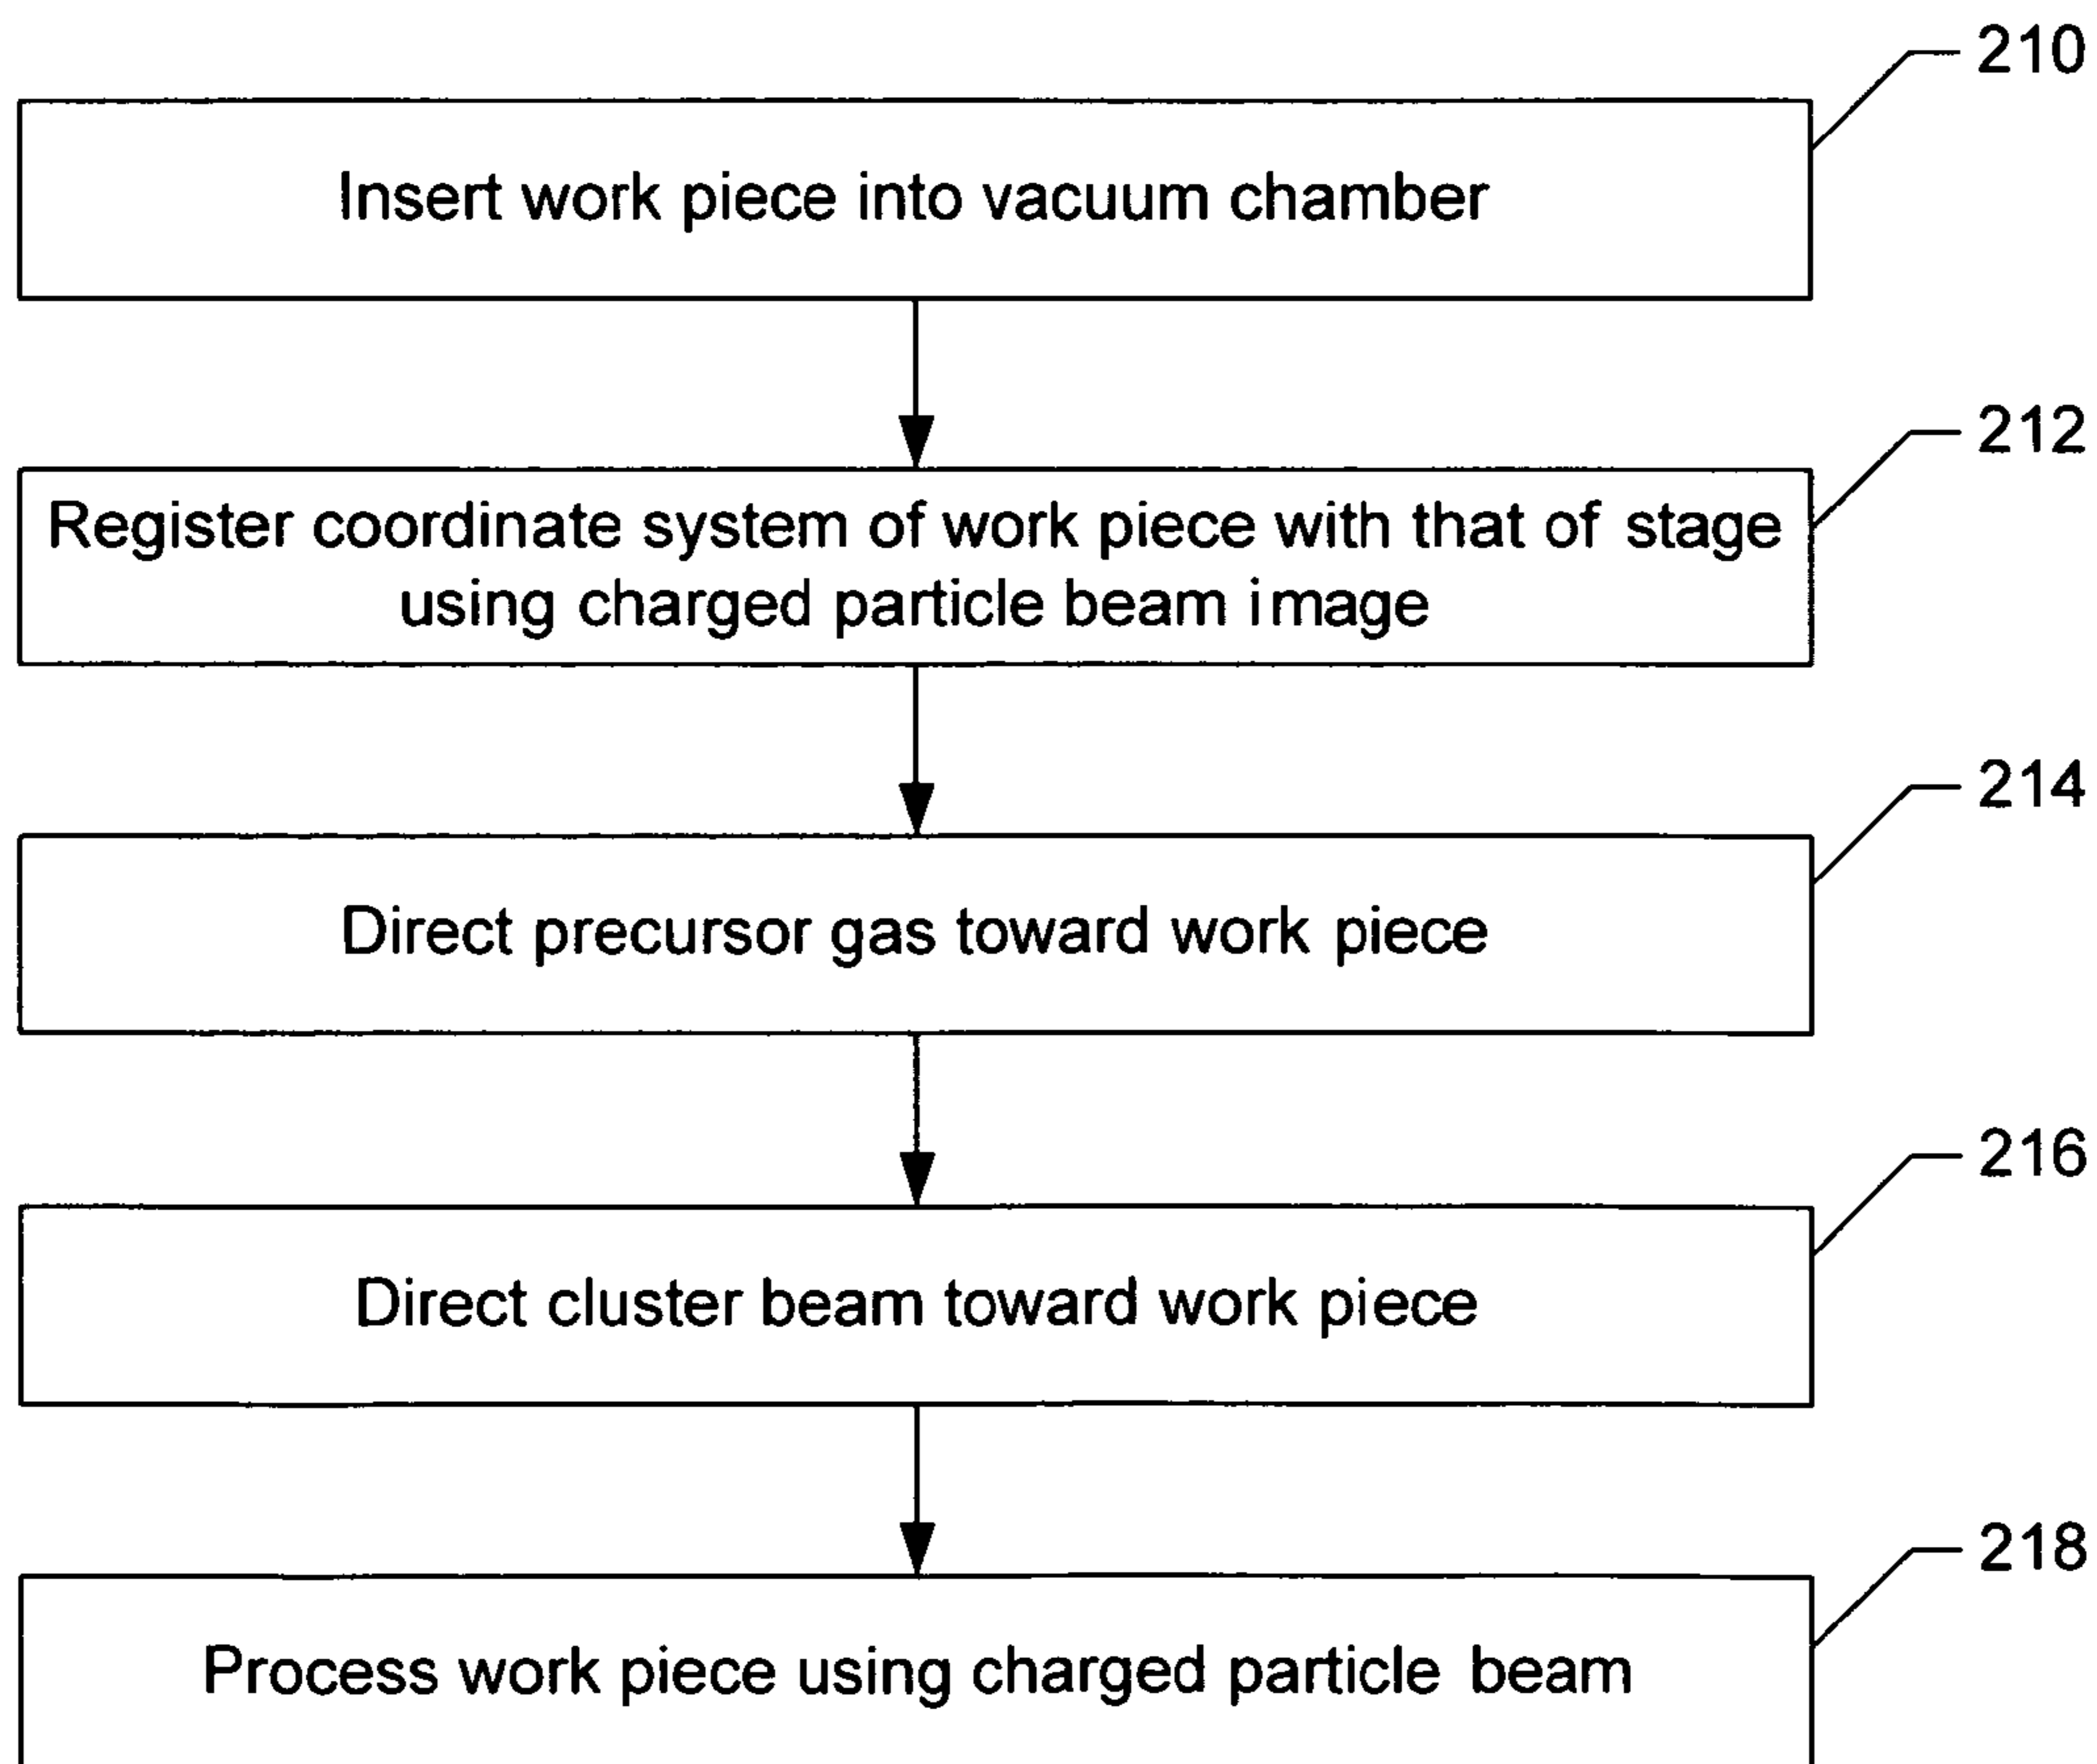 210
Insert work piece into vacuum chamber
212
Register coordinate system of work piece with that of stage
using charged particle beam image
214
Direct precursor gas toward work piece
216
Direct cluster beam toward work piece
218
Process work piece using charged particle beam